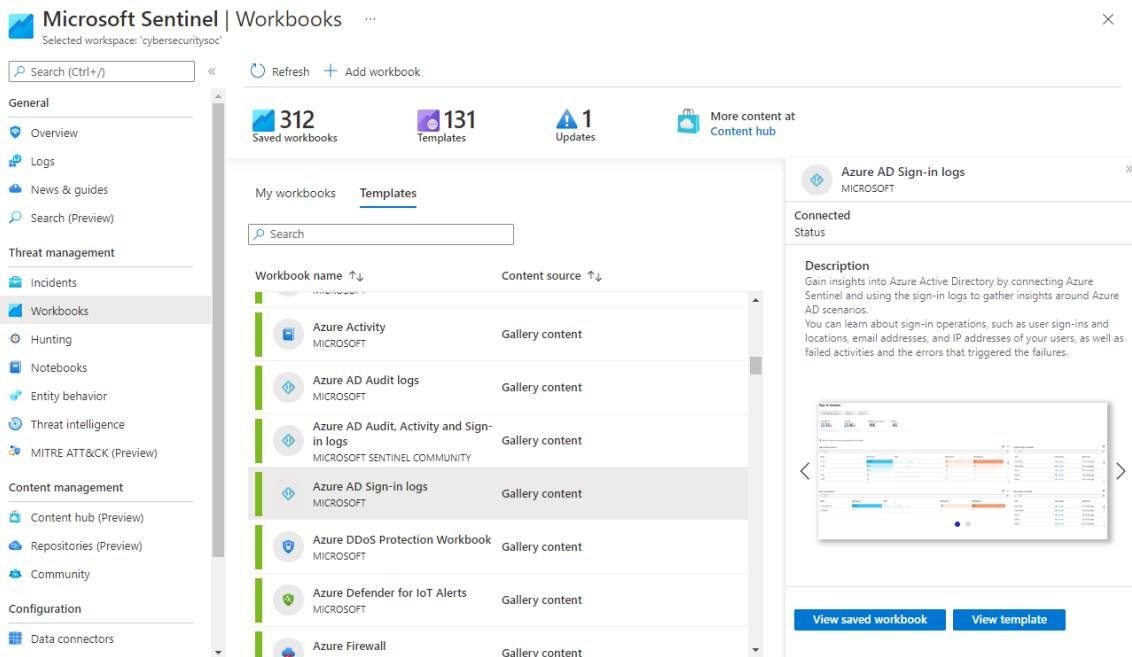 Microsoft Sentinel | Workbooks ...
Selected workspace: 'cybersecuritysoc'
Search (Ctrl+/)
«
General
Overview
Logs
News & guides
Search (Preview)
Threat management
Incidents
Workbooks
Hunting
Notebooks
Entity behavior
Threat intelligence
MITRE ATT&CK (Preview)
Content management
Content hub (Preview)
Repositories (Preview)
Community
Configuration
Data connectors
Refresh
Add workbook
312
Saved workbooks
131
Templates
1
Updates
More content at
Content hub
My workbooks
Templates
Search
Workbook name
Content source
MICROSOFT
Azure Activity
MICROSOFT
Gallery content
Azure AD Audit logs
MICROSOFT
Gallery content
Azure AD Audit, Activity and Sign-
in logs
MICROSOFT SENTINEL COMMUNITY
Gallery content
Azure AD Sign-in logs
MICROSOFT
Gallery content
Azure DDoS Protection Workbook
MICROSOFT
Gallery content
Azure Defender for IoT Alerts
MICROSOFT
Gallery content
Azure Firewall
Gallery content
Azure AD Sign-in logs
MICROSOFT
»
Connected
Status
Description
Gain insights into Azure Active Directory by connecting Azure
Sentinel and using the sign-in logs to gather insights around Azure
AD scenarios.
You can learn about sign-in operations, such as user sign-ins and
locations, email addresses, and IP addresses of your users, as well as
failed activities and the errors that triggered the failures.
View saved workbook
View template